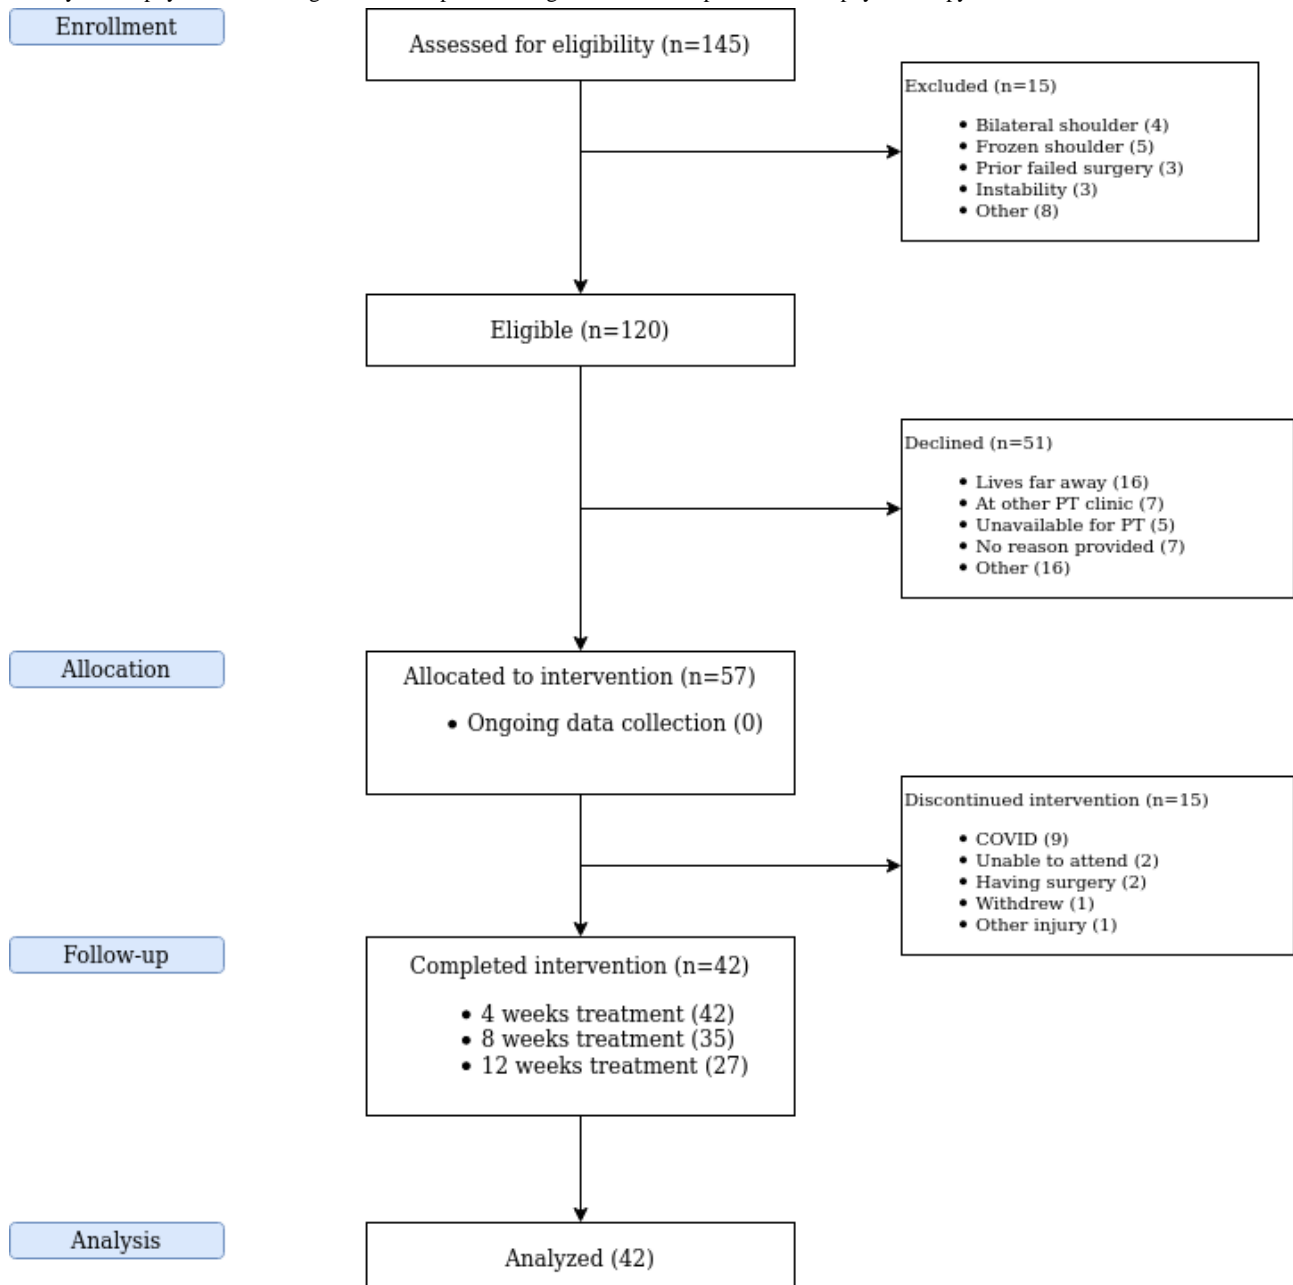 Enrollment
Assessed for eligibility (n=145)
Excluded (n=15)
• Bilateral shoulder (4)
• Frozen shoulder (5)
• Prior failed surgery (3)
• Instability (3)
• Other (8)
Eligible (n=120)
Declined (n=51)
• Lives far away (16)
• At other PT clinic (7)
• Unavailable for PT (5)
• No reason provided (7)
• Other (16)
Allocation
Allocated to intervention (n=57)
• Ongoing data collection (0)
Discontinued intervention (n=15)
• COVID (9)
• Unable to attend (2)
• Having surgery (2)
• Withdrew (1)
• Other injury (1)
Follow-up
Completed intervention (n=42)
• 4 weeks treatment (42)
• 8 weeks treatment (35)
• 12 weeks treatment (27)
Analysis
Analyzed (42)